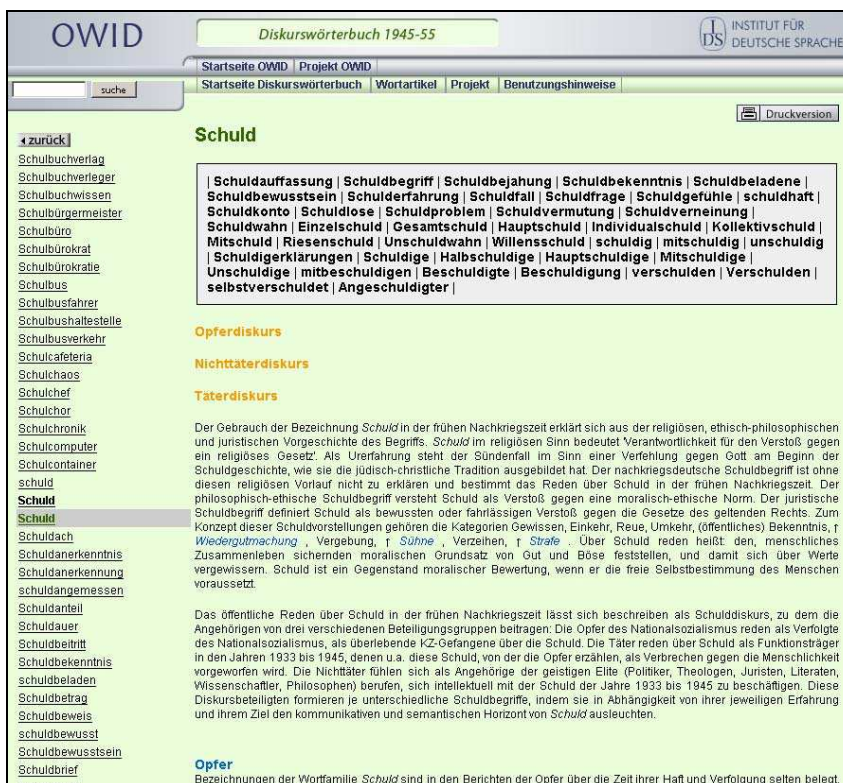 OWID
Diskurswörterbuch 1945-55
IDS
INSTITUT FÜR
DEUTSCHE SPRACHE
Startseite OWID | Projekt OWID
suche
Startseite Diskurswörterbuch | Wortartikel | Projekt | Benutzungshinweise
Druckversion
zurück
Schulbuchverlag
Schulbuchverleger
Schulbuchwissen
Schulbürgermeister
Schulbüro
Schulbürokrat
Schulbürokratie
Schulbus
Schulbusfahrer
Schulbushaltestelle
Schulbusverkehr
Schulcafeteria
Schulchaos
Schulchef
Schulchor
Schulchronik
Schulcomputer
Schulcontainer
schuld
Schuld
Schuld
Schuldach
Schuldanerkenntnis
Schuldanerkennung
schuldangemessen
Schuldanteil
Schuldauer
Schuldbeitritt
Schuldbekenntnis
schuldbeladen
Schuldbetrag
Schuldbeweis
schuldbewusst
Schuldbewusstsein
Schuldbrief
Schuld
| Schuldauffassung | Schuldbegriff | Schuldbejahung | Schuldbekenntnis | Schuldbeladene |
Schuldbewusstsein | Schulderfahrung | Schuldfall | Schuldfrage | Schuldgefühle | schuldhaft |
Schuldkonto | Schuldlose | Schuldproblem | Schuldvermutung | Schuldverneinung |
Schuldwahn | Einzelschuld | Gesamtschuld | Hauptschuld | Individualschuld | Kollektivschuld |
Mitschuld | Riesenschuld | Unschuldwahn | Willensschuld | schuldig | mitschuldig | unschuldig
| Schuldigerklärungen | Schuldige | Halbschuldige | Hauptschuldige | Mitschuldige |
Unschuldige | mitbeschuldigen | Beschuldigte | Beschuldigung | verschulden | Verschulden |
selbstverschuldet | Angeschuldigter |
Opferdiskurs
Nichttäterdiskurs
Täterdiskurs
Der Gebrauch der Bezeichnung Schuld in der frühen Nachkriegszeit erklärt sich aus der religiösen, ethisch-philosophischen
und juristischen Vorgeschichte des Begriffs. Schuld im religiösen Sinn bedeutet 'Verantwortlichkeit für den Verstoß gegen
ein religiöses Gesetz'. Als Urerfahrung steht der Sündenfall im Sinn einer Verfehlung gegen Gott am Beginn der
Schuldgeschichte, wie sie die jüdisch-christliche Tradition ausgebildet hat. Der nachkriegsdeutsche Schuldbegriff ist ohne
diesen religiösen Vorlauf nicht zu erklären und bestimmt das Reden über Schuld in der frühen Nachkriegszeit. Der
philosophisch-ethische Schuldbegriff versteht Schuld als Verstoß gegen eine moralisch-ethische Norm. Der juristische
Schuldbegriff definiert Schuld als bewussten oder fahrlässigen Verstoß gegen die Gesetze des geltenden Rechts. Zum
Konzept dieser Schuldvorstellungen gehören die Kategorien Gewissen, Einkehr, Reue, Umkehr, (öffentliches) Bekenntnis, ↑
Wiedergutmachung , Vergebung, ↑ Sühne , Verzeihen, ↑ Strafe . Über Schuld reden heißt: den, menschliches
Zusammenleben sichernden moralischen Grundsatz von Gut und Böse feststellen, und damit sich über Werte
vergewissern. Schuld ist ein Gegenstand moralischer Bewertung, wenn er die freie Selbstbestimmung des Menschen
voraussetzt.
Das öffentliche Reden über Schuld in der frühen Nachkriegszeit lässt sich beschreiben als Schulddiskurs, zu dem die
Angehörigen von drei verschiedenen Beteiligungsgruppen beitragen: Die Opfer des Nationalsozialismus reden als Verfolgte
des Nationalsozialismus, als überlebende KZ-Gefangene über die Schuld. Die Täter reden über Schuld als Funktionsträger
in den Jahren 1933 bis 1945, denen u.a. diese Schuld, von der die Opfer erzählen, als Verbrechen gegen die Menschlichkeit
vorgeworfen wird. Die Nichttäter fühlen sich als Angehörige der geistigen Elite (Politiker, Theologen, Juristen, Literaten,
Wissenschaftler, Philosophen) berufen, sich intellektuell mit der Schuld der Jahre 1933 bis 1945 zu beschäftigen. Diese
Diskursbeteiligten formieren je unterschiedliche Schuldbegriffe, indem sie in Abhängigkeit von ihrer jeweiligen Erfahrung
und ihrem Ziel den kommunikativen und semantischen Horizont von Schuld ausleuchten.
Opfer
Bezeichnungen der Wortfamilie Schuld sind in den Berichten der Opfer über die Zeit ihrer Haft und Verfolgung selten belegt.